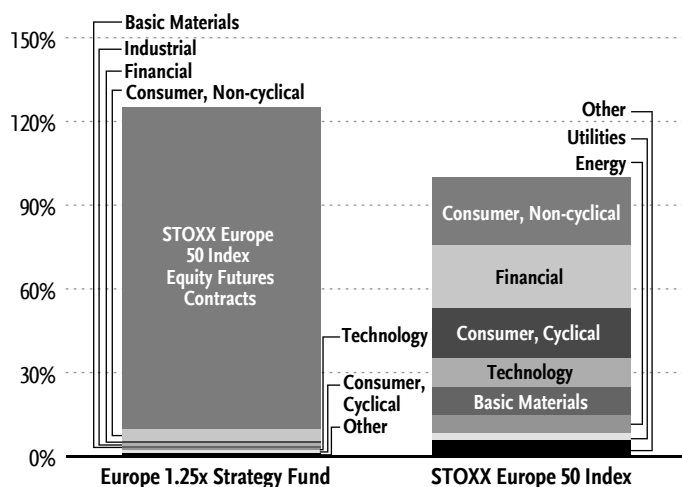 Basic Materials
150%
Industrial
Financial
Consumer, Non-cyclical
Other
120%
Utilities
Energy
90%
Consumer, Non-cyclical
STOXX Europe
50 Index
Equity Futures
Contracts
Financial
60%
Technology
Consumer, Cyclical
30%
Technology
Consumer,
Cyclical
Basic Materials
Other
0%
Europe 1.25x Strategy Fund
STOXX Europe 50 Index